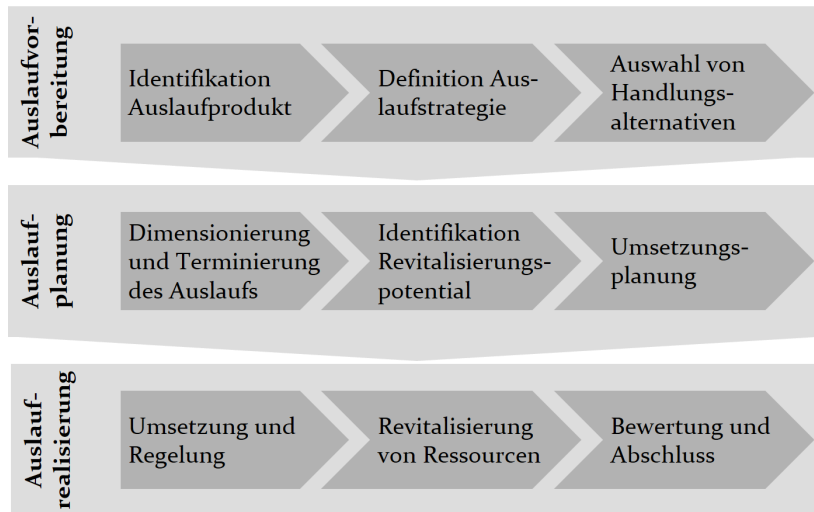 Auslaufvor-
bereitung
Identifikation
Auslaufprodukt
Definition Aus-
laufstrategie
Auswahl von
Handlungs-
alternativen
Auslauf-
planung
Dimensionierung
und Terminierung
des Auslaufs
Identifikation
Revitalisierungs-
potential
Umsetzungs-
planung
Auslauf-
realisierung
Umsetzung und
Regelung
Revitalisierung
von Ressourcen
Bewertung und
Abschluss